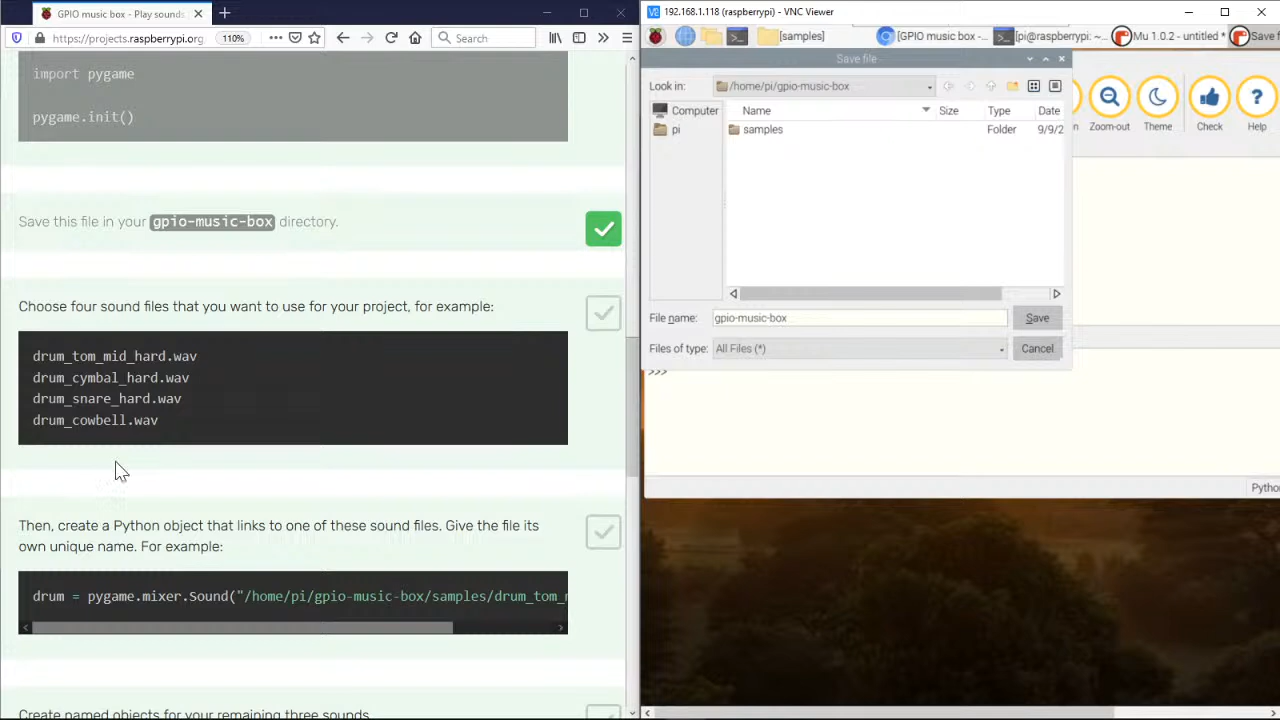 GPIO music box - Play sounds
https://projects.raspberrypi.org
110%
Search
import pygame
pygame.init()
Save this file in your gpio-music-box directory.
Choose four sound files that you want to use for your project, for example:
drum_tom_mid_hard.wav
drum_cymbal_hard.wav
drum_snare_hard.wav
drum_cowbell.wav
Then, create a Python object that links to one of these sound files. Give the file its
own unique name. For example:
drum = pygame.mixer.Sound("/home/pi/gpio-music-box/samples/drum_tom_
Create named objects for your remaining three sounds
192.168.1.118 (raspberrypi) - VNC Viewer
[samples]
[GPIO music box -...
[pi@raspberrypi: ~...
Mu 1.0.2 - untitled *
Save f
Save file
Look in:
/home/pi/gpio-music-box
Computer
pi
Name
Size
Type
Date
samples
Folder
9/9/2
File name:
gpio-music-box
Save
Files of type:
All Files (*)
Cancel
Zoom-out
Theme
Check
Help
>>>
Pytho